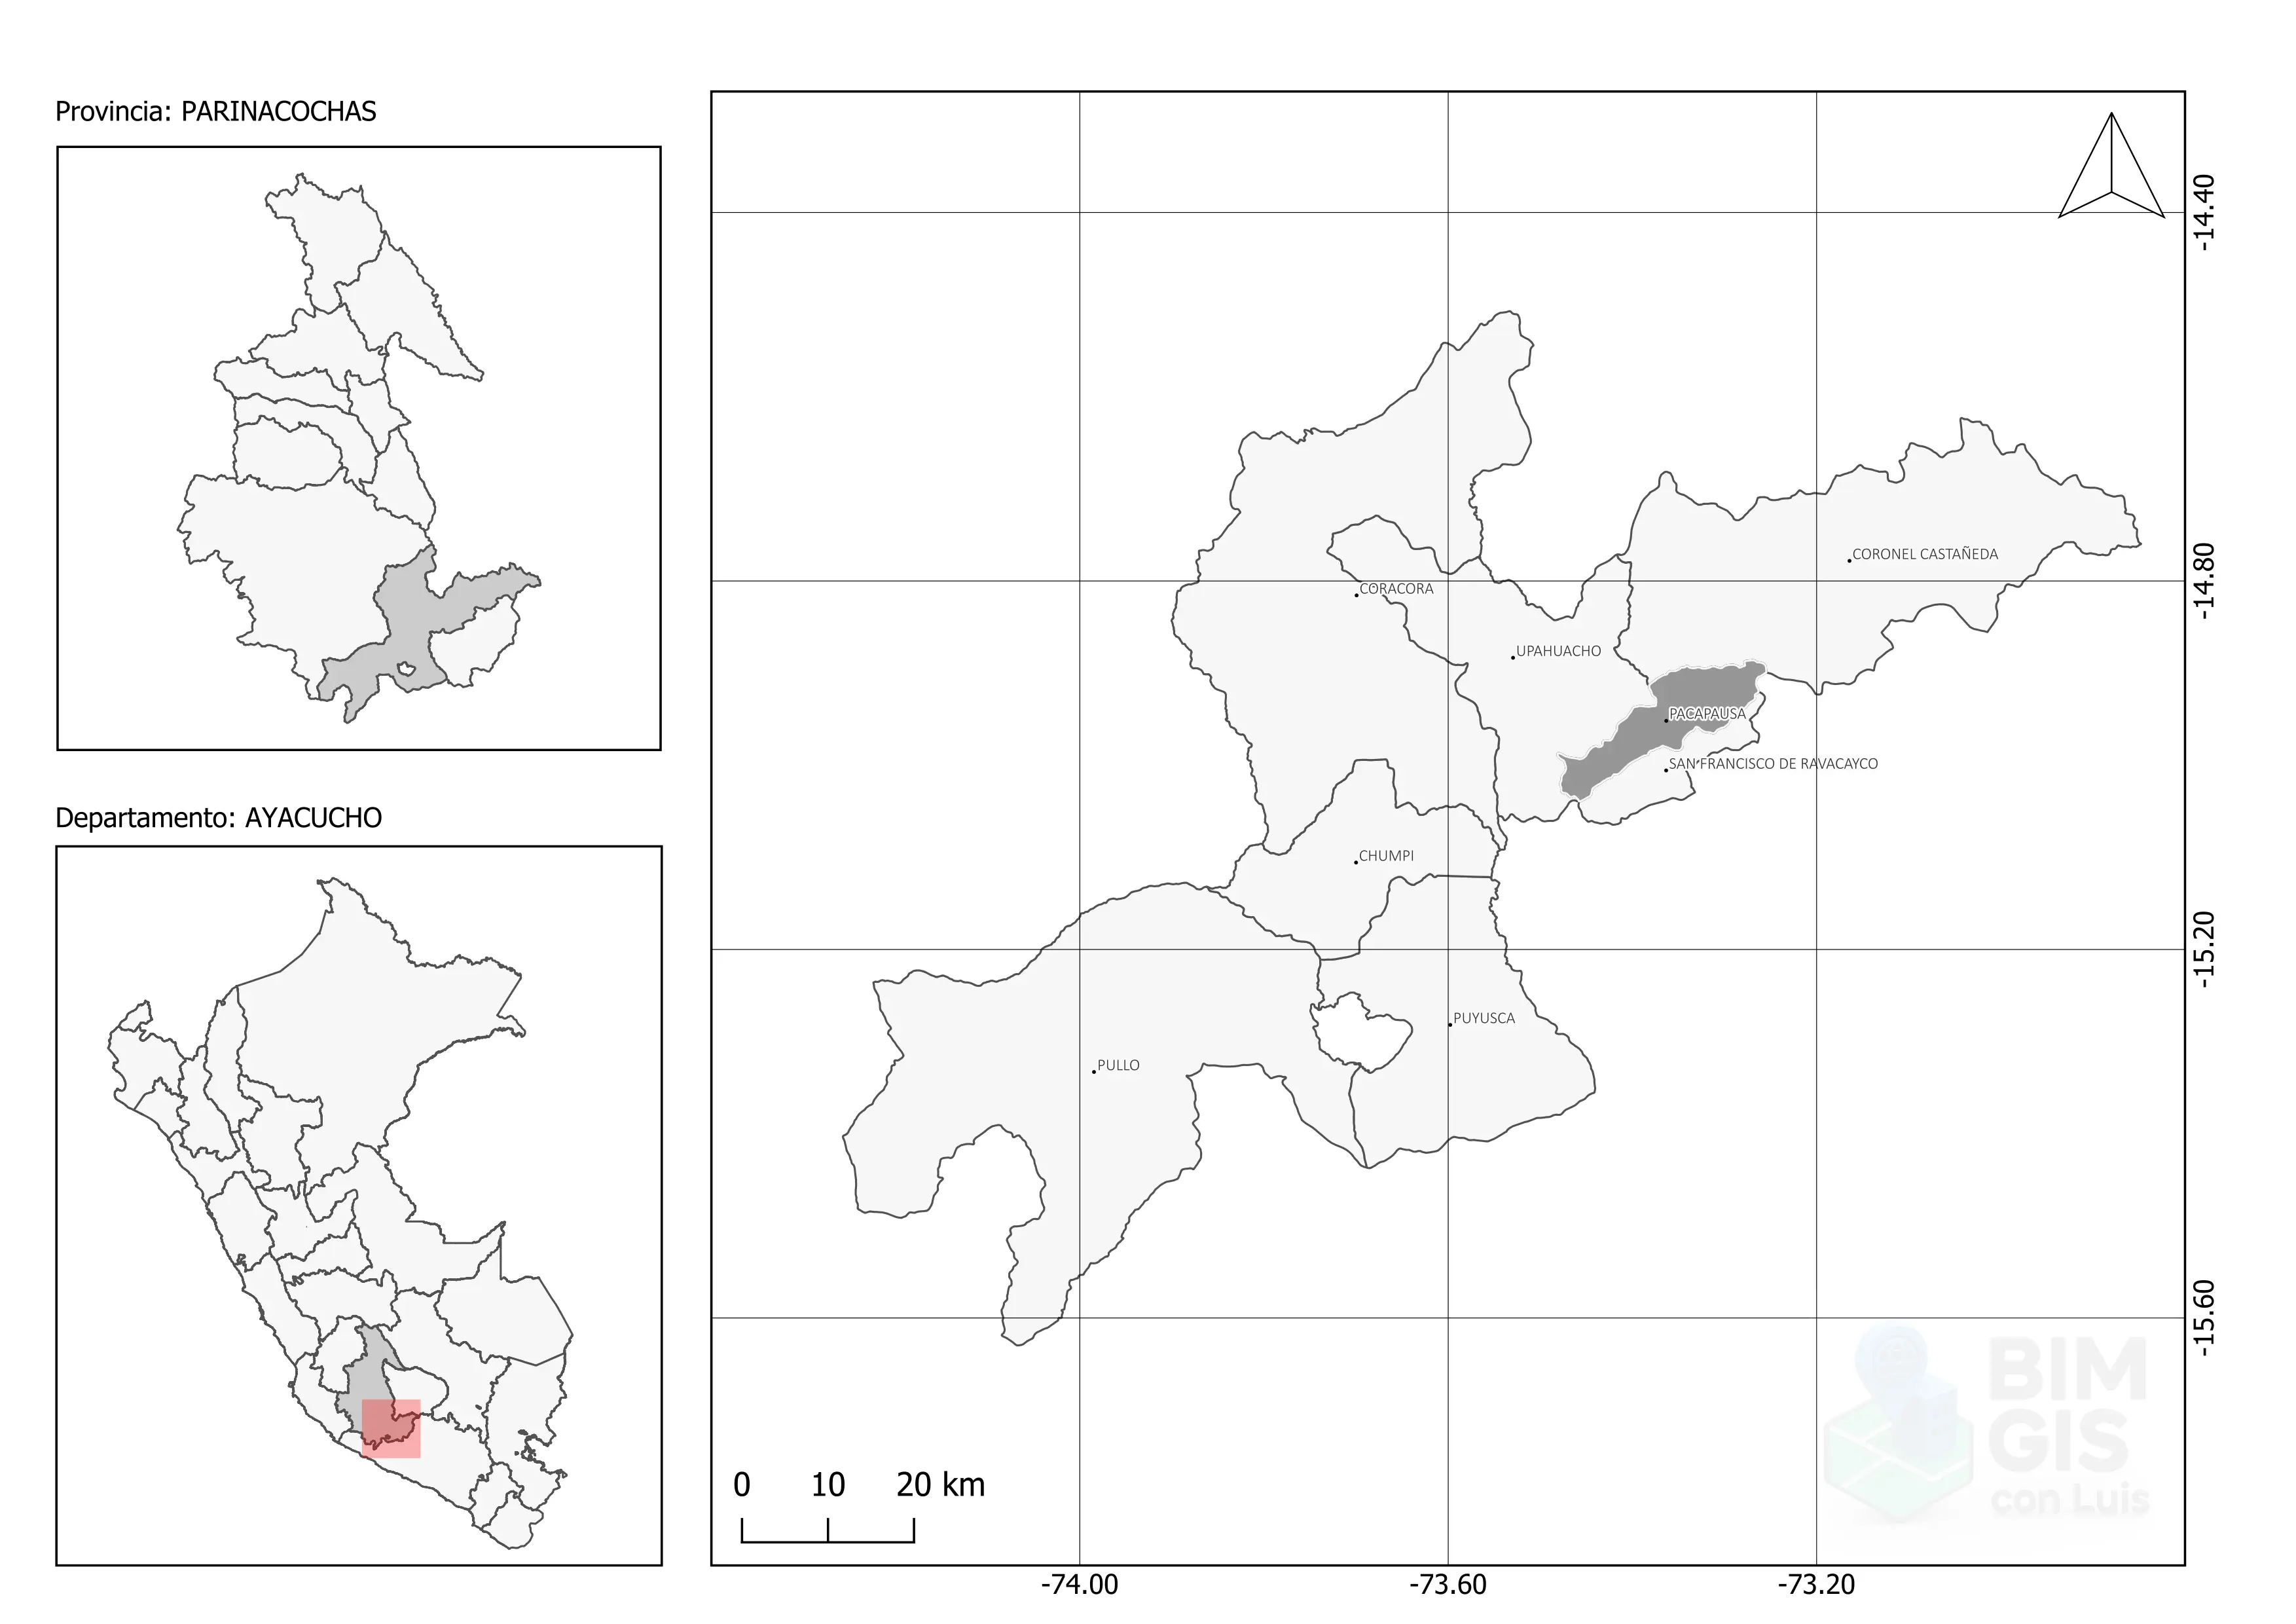 Provincia: PARINACOCHAS
Departamento: AYACUCHO
CORONEL CASTAÑEDA
CORACORA
UPAHUACHO
PACAPAUSA
SAN FRANCISCO DE RAVACAYCO
CHUMPI
PUYUSCA
PULLO
-14.40
-14.80
-15.20
-15.60
0 10 20 km
-74.00 -73.60 -73.20
BIM
GIS
con Luis